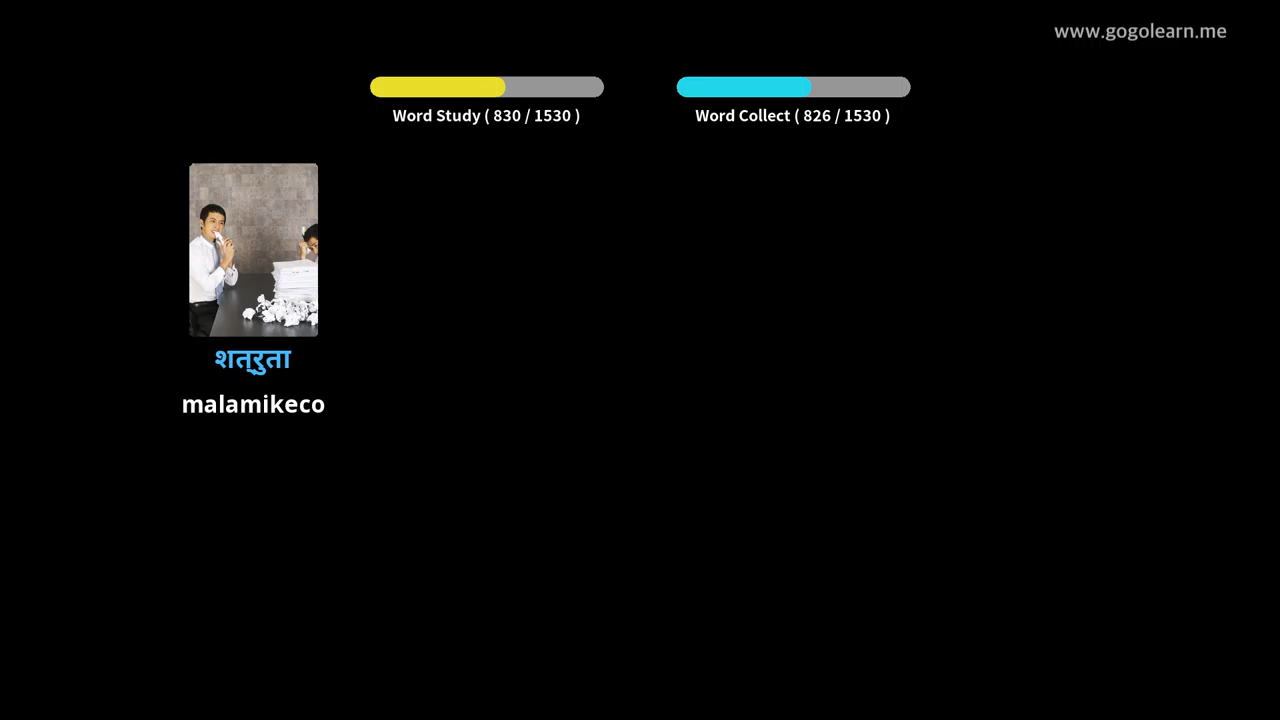 www.gogolearn.me
Word Study ( 830 / 1530 )
Word Collect ( 826 / 1530 )
शत्रुता
malamikeco